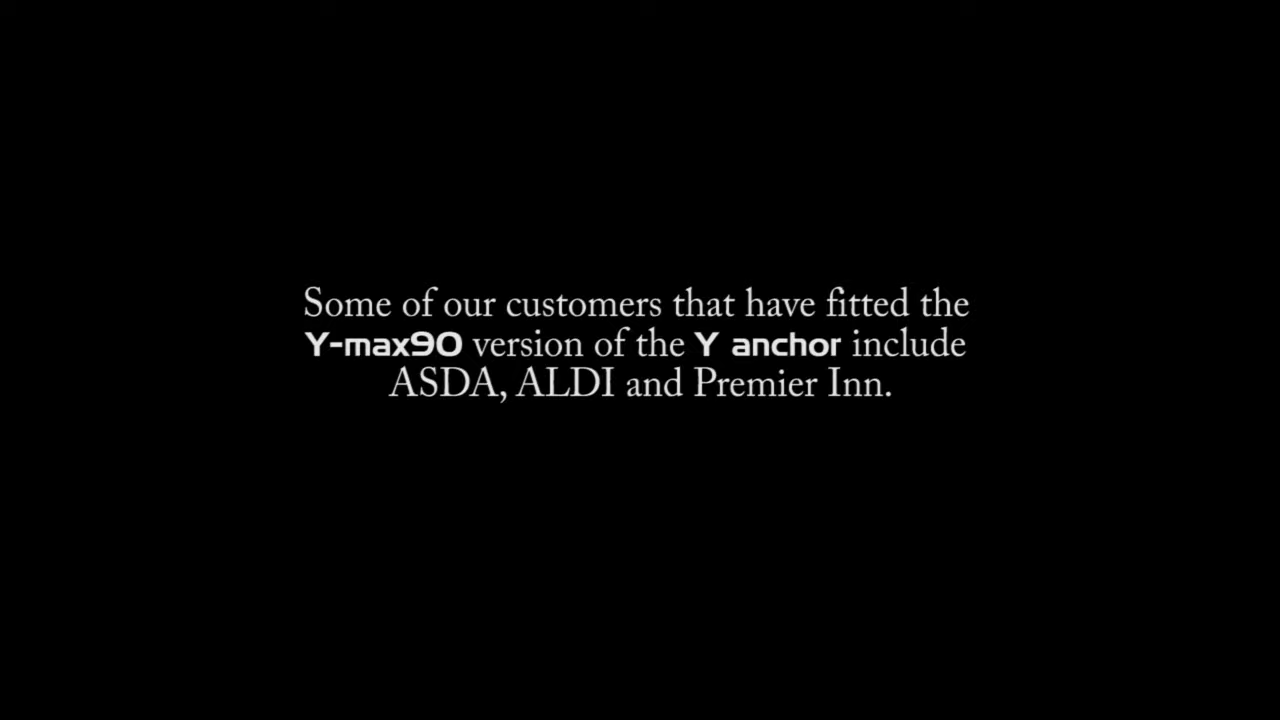 Some of our customers that have fitted the
Y-max90 version of the Y anchor include
ASDA, ALDI and Premier Inn.